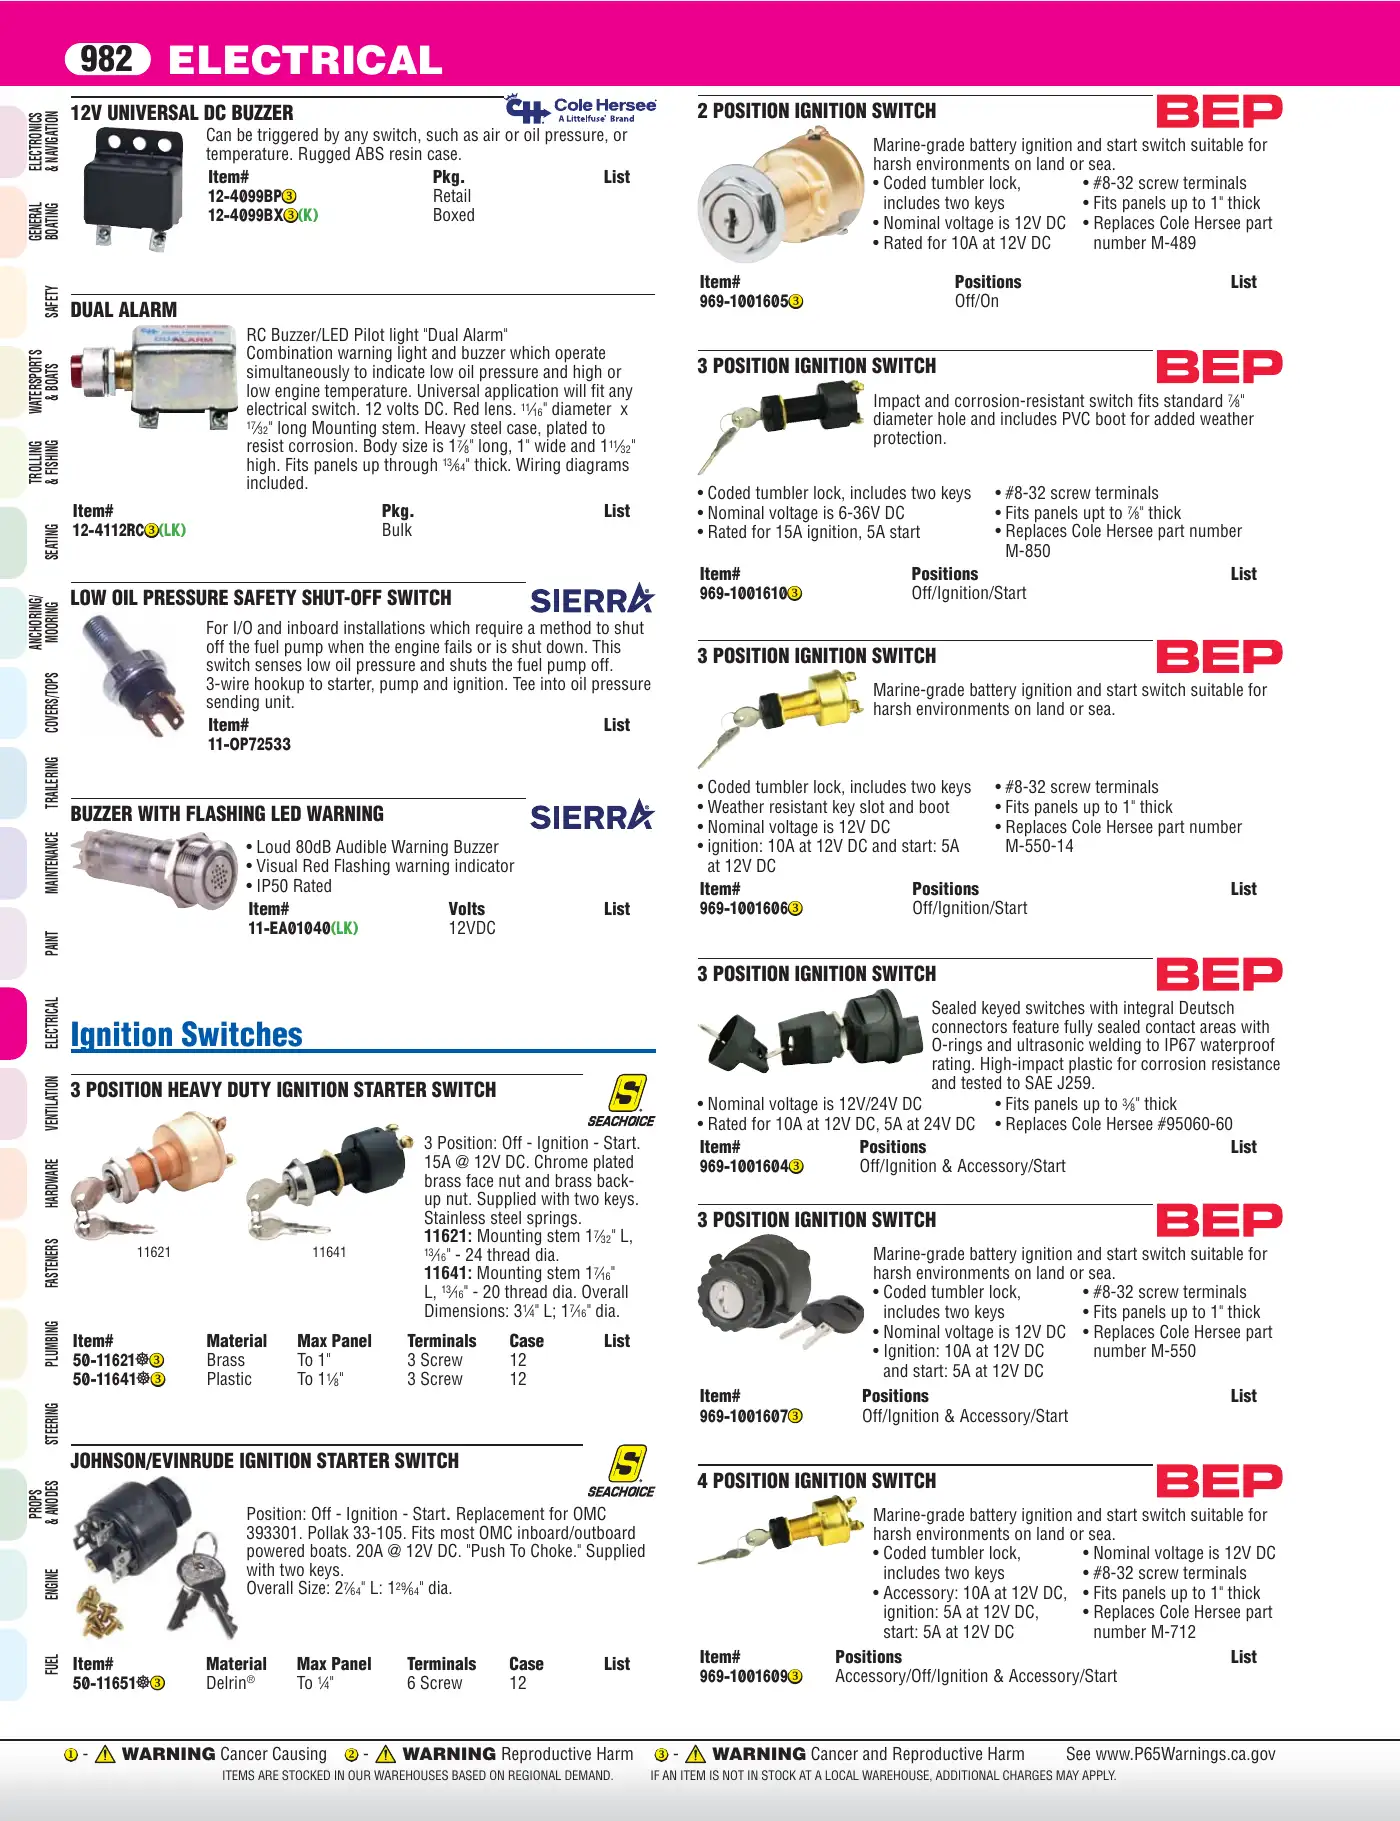 982 ELECTRICAL
ELECTRONICS
& NAVIGATION
GENERAL
BOATING
SAFETY
WATERSPORTS
& BOATS
TROLLING
& FISHING
SEATING
ANCHORING/
MOORING
COVERS/TOPS
TRAILERING
MAINTENANCE
PAINT
ELECTRICAL
VENTILATION
HARDWARE
FASTENERS
PLUMBING
STEERING
PROPS
& ANODES
ENGINE
FUEL
12V UNIVERSAL DC BUZZER
CH Cole Hersee
A Littelfuse® Brand
Can be triggered by any switch, such as air or oil pressure, or
temperature. Rugged ABS resin case.
Item# Pkg. List
12-4099BP 3 Retail
12-4099BX 3 (K) Boxed
DUAL ALARM
RC Buzzer/LED Pilot light "Dual Alarm"
Combination warning light and buzzer which operate
simultaneously to indicate low oil pressure and high or
low engine temperature. Universal application will fit any
electrical switch. 12 volts DC. Red lens. 11⁄16" diameter x
17⁄32" long Mounting stem. Heavy steel case, plated to
resist corrosion. Body size is 17⁄8" long, 1" wide and 111⁄32"
high. Fits panels up through 13⁄64" thick. Wiring diagrams
included.
Item# Pkg. List
12-4112RC 3 (LK) Bulk
LOW OIL PRESSURE SAFETY SHUT-OFF SWITCH
SIERRA®
For I/O and inboard installations which require a method to shut
off the fuel pump when the engine fails or is shut down. This
switch senses low oil pressure and shuts the fuel pump off.
3-wire hookup to starter, pump and ignition. Tee into oil pressure
sending unit.
Item# List
11-OP72533
BUZZER WITH FLASHING LED WARNING
SIERRA®
• Loud 80dB Audible Warning Buzzer
• Visual Red Flashing warning indicator
• IP50 Rated
Item# Volts List
11-EA01040(LK) 12VDC
Ignition Switches
3 POSITION HEAVY DUTY IGNITION STARTER SWITCH
S
SEACHOICE
3 Position: Off - Ignition - Start.
15A @ 12V DC. Chrome plated
brass face nut and brass back-
up nut. Supplied with two keys.
Stainless steel springs.
11621: Mounting stem 17⁄32" L,
13⁄16" - 24 thread dia.
11641: Mounting stem 17⁄16"
L, 13⁄16" - 20 thread dia. Overall
Dimensions: 31⁄4" L; 17⁄16" dia.
11621 11641
Item# Material Max Panel Terminals Case List
50-11621 3 Brass To 1" 3 Screw 12
50-11641 3 Plastic To 11⁄8" 3 Screw 12
JOHNSON/EVINRUDE IGNITION STARTER SWITCH
S
SEACHOICE
Position: Off - Ignition - Start. Replacement for OMC
393301. Pollak 33-105. Fits most OMC inboard/outboard
powered boats. 20A @ 12V DC. "Push To Choke." Supplied
with two keys.
Overall Size: 27⁄64" L: 129⁄64" dia.
Item# Material Max Panel Terminals Case List
50-11651 3 Delrin® To 1⁄4" 6 Screw 12
2 POSITION IGNITION SWITCH
BEP
Marine-grade battery ignition and start switch suitable for
harsh environments on land or sea.
• Coded tumbler lock, • #8-32 screw terminals
includes two keys • Fits panels up to 1" thick
• Nominal voltage is 12V DC • Replaces Cole Hersee part
• Rated for 10A at 12V DC number M-489
Item# Positions List
969-1001605 3 Off/On
3 POSITION IGNITION SWITCH
BEP
Impact and corrosion-resistant switch fits standard 7⁄8"
diameter hole and includes PVC boot for added weather
protection.
• Coded tumbler lock, includes two keys • #8-32 screw terminals
• Nominal voltage is 6-36V DC • Fits panels upt to 7⁄8" thick
• Rated for 15A ignition, 5A start • Replaces Cole Hersee part number
M-850
Item# Positions List
969-1001610 3 Off/Ignition/Start
3 POSITION IGNITION SWITCH
BEP
Marine-grade battery ignition and start switch suitable for
harsh environments on land or sea.
• Coded tumbler lock, includes two keys • #8-32 screw terminals
• Weather resistant key slot and boot • Fits panels up to 1" thick
• Nominal voltage is 12V DC • Replaces Cole Hersee part number
• ignition: 10A at 12V DC and start: 5A M-550-14
at 12V DC
Item# Positions List
969-1001606 3 Off/Ignition/Start
3 POSITION IGNITION SWITCH
BEP
Sealed keyed switches with integral Deutsch
connectors feature fully sealed contact areas with
O-rings and ultrasonic welding to IP67 waterproof
rating. High-impact plastic for corrosion resistance
and tested to SAE J259.
• Nominal voltage is 12V/24V DC • Fits panels up to 3⁄8" thick
• Rated for 10A at 12V DC, 5A at 24V DC • Replaces Cole Hersee #95060-60
Item# Positions List
969-1001604 3 Off/Ignition & Accessory/Start
3 POSITION IGNITION SWITCH
BEP
Marine-grade battery ignition and start switch suitable for
harsh environments on land or sea.
• Coded tumbler lock, • #8-32 screw terminals
includes two keys • Fits panels up to 1" thick
• Nominal voltage is 12V DC • Replaces Cole Hersee part
• Ignition: 10A at 12V DC number M-550
and start: 5A at 12V DC
Item# Positions List
969-1001607 3 Off/Ignition & Accessory/Start
4 POSITION IGNITION SWITCH
BEP
Marine-grade battery ignition and start switch suitable for
harsh environments on land or sea.
• Coded tumbler lock, • Nominal voltage is 12V DC
includes two keys • #8-32 screw terminals
• Accessory: 10A at 12V DC, • Fits panels up to 1" thick
ignition: 5A at 12V DC, • Replaces Cole Hersee part
start: 5A at 12V DC number M-712
Item# Positions List
969-1001609 3 Accessory/Off/Ignition & Accessory/Start
1 - WARNING Cancer Causing 2 - WARNING Reproductive Harm 3 - WARNING Cancer and Reproductive Harm See www.P65Warnings.ca.gov
ITEMS ARE STOCKED IN OUR WAREHOUSES BASED ON REGIONAL DEMAND. IF AN ITEM IS NOT IN STOCK AT A LOCAL WAREHOUSE, ADDITIONAL CHARGES MAY APPLY.